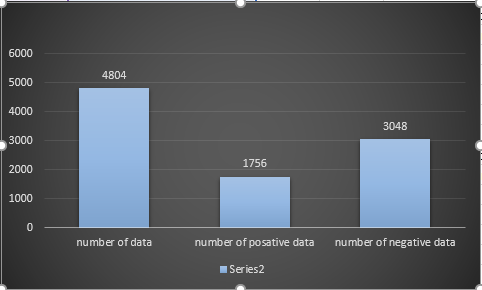 6000
5000
4000
3000
2000
1000
0
4804
1756
3048
number of data
number of posative data
number of negative data
Series2